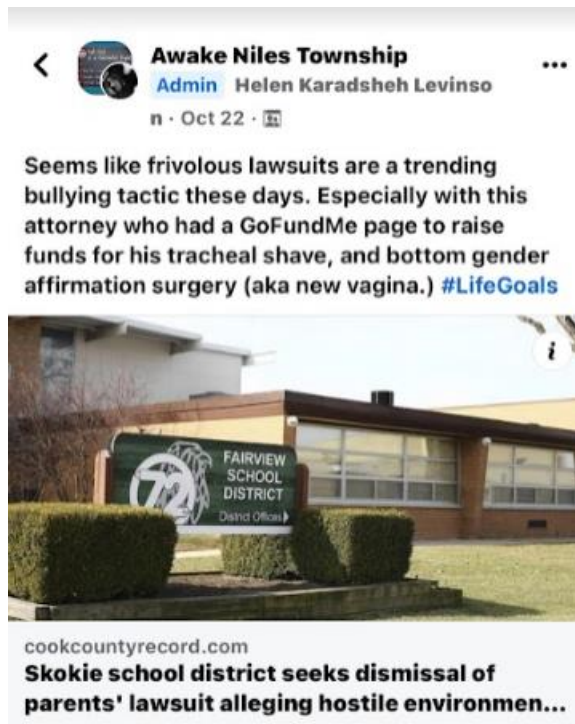 Awake Niles Township
Admin Helen Karadsheh Levinso
n · Oct 22 ·
Seems like frivolous lawsuits are a trending
bullying tactic these days. Especially with this
attorney who had a GoFundMe page to raise
funds for his tracheal shave, and bottom gender
affirmation surgery (aka new vagina.) #LifeGoals
i
72
FAIRVIEW
SCHOOL
DISTRICT
District Offices
cookcountyrecord.com
Skokie school district seeks dismissal of
parents' lawsuit alleging hostile environmen...